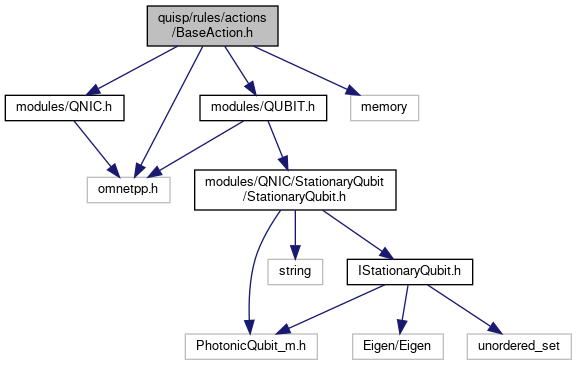 quisp/rules/actions
/BaseAction.h
modules/QNIC.h
modules/QUBIT.h
memory
omnetpp.h
modules/QNIC/StationaryQubit
/StationaryQubit.h
string
IStationaryQubit.h
PhotonicQubit_m.h
Eigen/Eigen
unordered_set